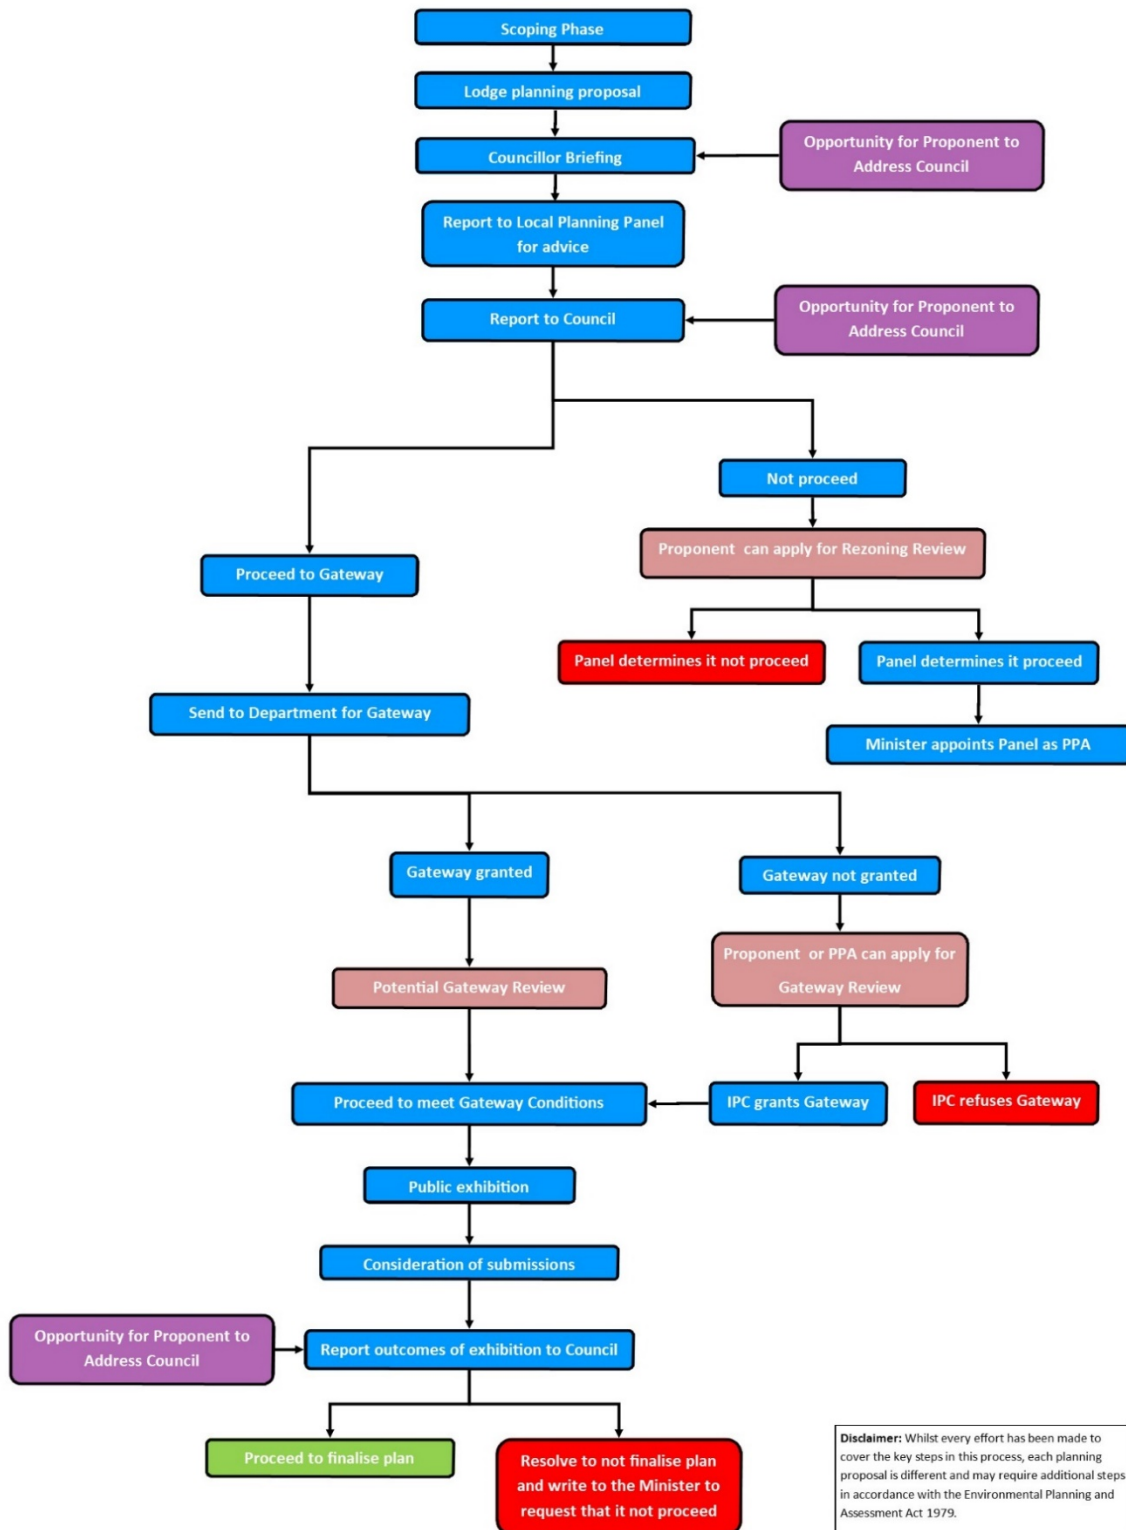 Scoping Phase
Lodge planning proposal
Councillor Briefing
Opportunity for Proponent to
Address Council
Report to Local Planning Panel
for advice
Report to Council
Opportunity for Proponent to
Address Council
Not proceed
Proponent can apply for Rezoning Review
Proceed to Gateway
Panel determines it not proceed
Panel determines it proceed
Send to Department for Gateway
Minister appoints Panel as PPA
Gateway granted
Gateway not granted
Potential Gateway Review
Proponent or PPA can apply for
Gateway Review
Proceed to meet Gateway Conditions
IPC grants Gateway
IPC refuses Gateway
Public exhibition
Consideration of submissions
Opportunity for Proponent to
Address Council
Report outcomes of exhibition to Council
Proceed to finalise plan
Resolve to not finalise plan
and write to the Minister to
request that it not proceed
Disclaimer: Whilst every effort has been made to
cover the key steps in this process, each planning
proposal is different and may require additional steps
in accordance with the Environmental Planning and
Assessment Act 1979.